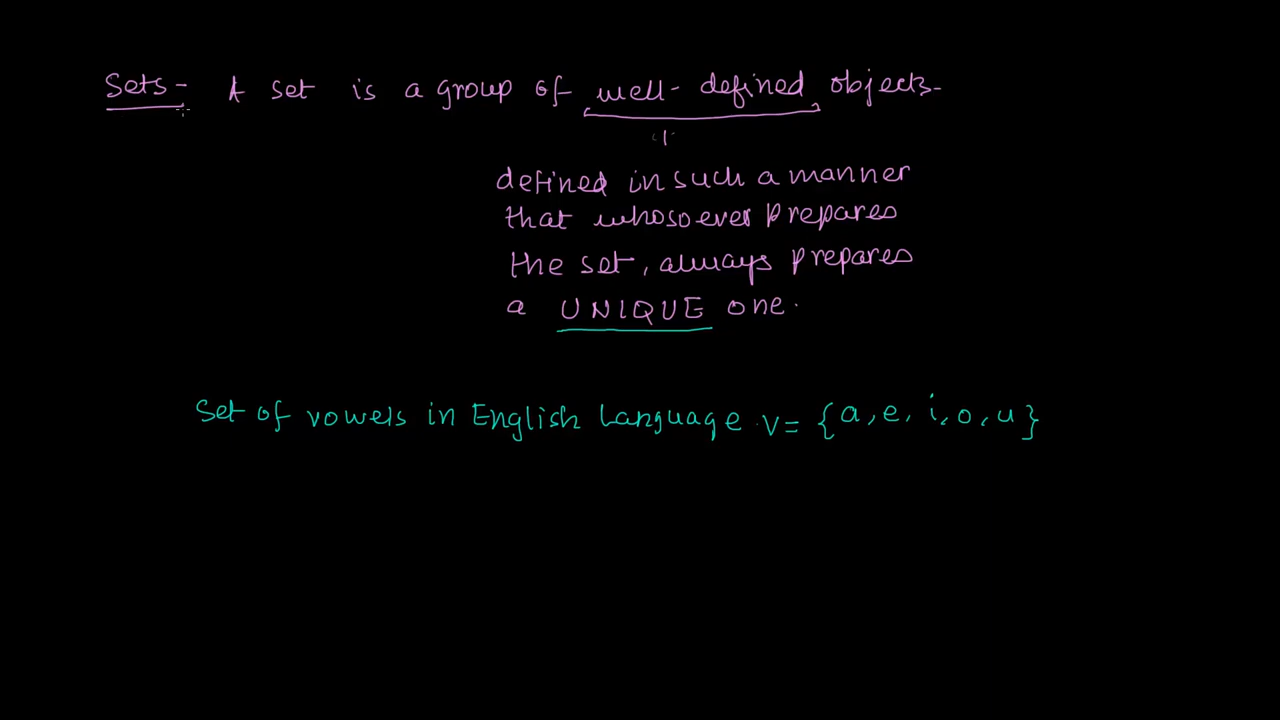 Sets- A set is a group of well-defined objects.
defined in such a manner
that whosoever prepares
the set, always prepares
a UNIQUE one.
Set of vowels in English Language. V= {a, e, i, o, u}